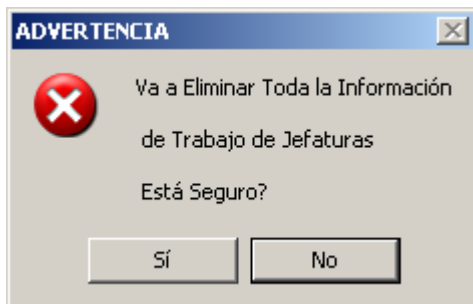 ADVERTENCIA
Va a Eliminar Toda la Información
de Trabajo de Jefaturas
Está Seguro?
Sí
No